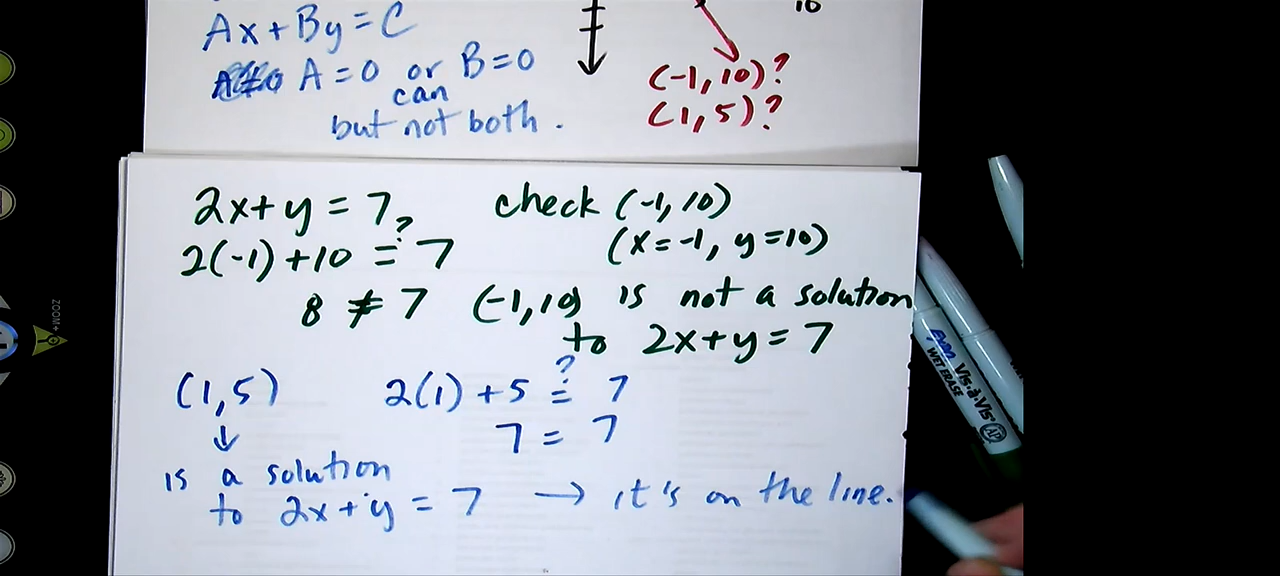 Ax + By = C
10
A = 0 or B = 0
can
but not both.
(-1, 10)?
(1, 5)?
2x + y = 7
check (-1, 10)
2(-1) + 10 ≟ 7
(x = -1, y = 10)
8 ≠ 7 (-1, 10) is not a solution
to 2x + y = 7
(1, 5) 2(1) + 5 ≟ 7
↓ 7 = 7
is a solution
to 2x + y = 7 → it's on the line.
EXPO Vis-à-Vis
WET ERASE
AP
ZOOM+